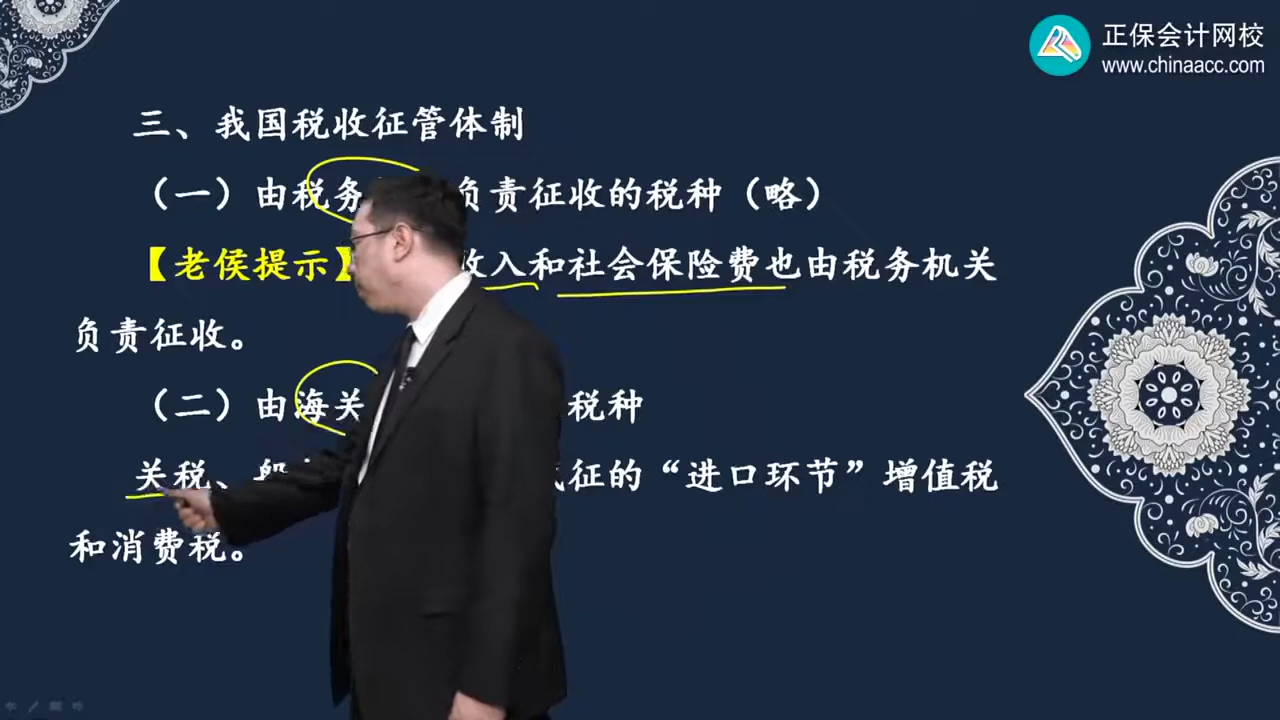 正保会计网校
www.chinaacc.com
三、我国税收征管体制
（一）由税务 负责征收的税种（略）
【老侯提示】 收入和社会保险费也由税务机关
负责征收。
（二）由海关 税种
关税、船 代征的“进口环节”增值税
和消费税。